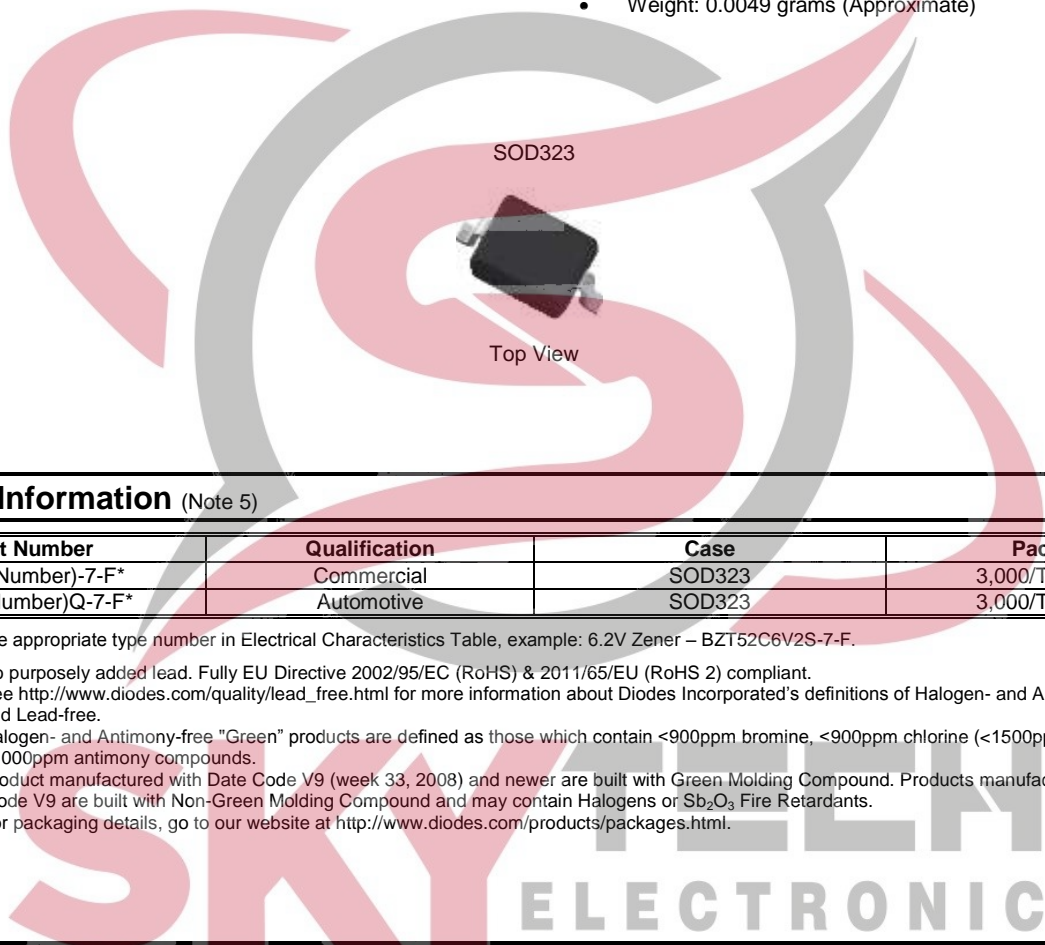 • Weight: 0.0049 grams (Approximate)
SOD323
Top View
Information (Note 5)
t Number Qualification Case Pac
Number)-7-F* Commercial SOD323 3,000/T
umber)Q-7-F* Automotive SOD323 3,000/T
e appropriate type number in Electrical Characteristics Table, example: 6.2V Zener – BZT52C6V2S-7-F.
o purposely added lead. Fully EU Directive 2002/95/EC (RoHS) & 2011/65/EU (RoHS 2) compliant.
ee http://www.diodes.com/quality/lead_free.html for more information about Diodes Incorporated's definitions of Halogen- and A
d Lead-free.
alogen- and Antimony-free "Green” products are defined as those which contain <900ppm bromine, <900ppm chlorine (<1500pp
000ppm antimony compounds.
oduct manufactured with Date Code V9 (week 33, 2008) and newer are built with Green Molding Compound. Products manufac
ode V9 are built with Non-Green Molding Compound and may contain Halogens or Sb₂O₃ Fire Retardants.
or packaging details, go to our website at http://www.diodes.com/products/packages.html.
SKYTECH
ELECTRONIC